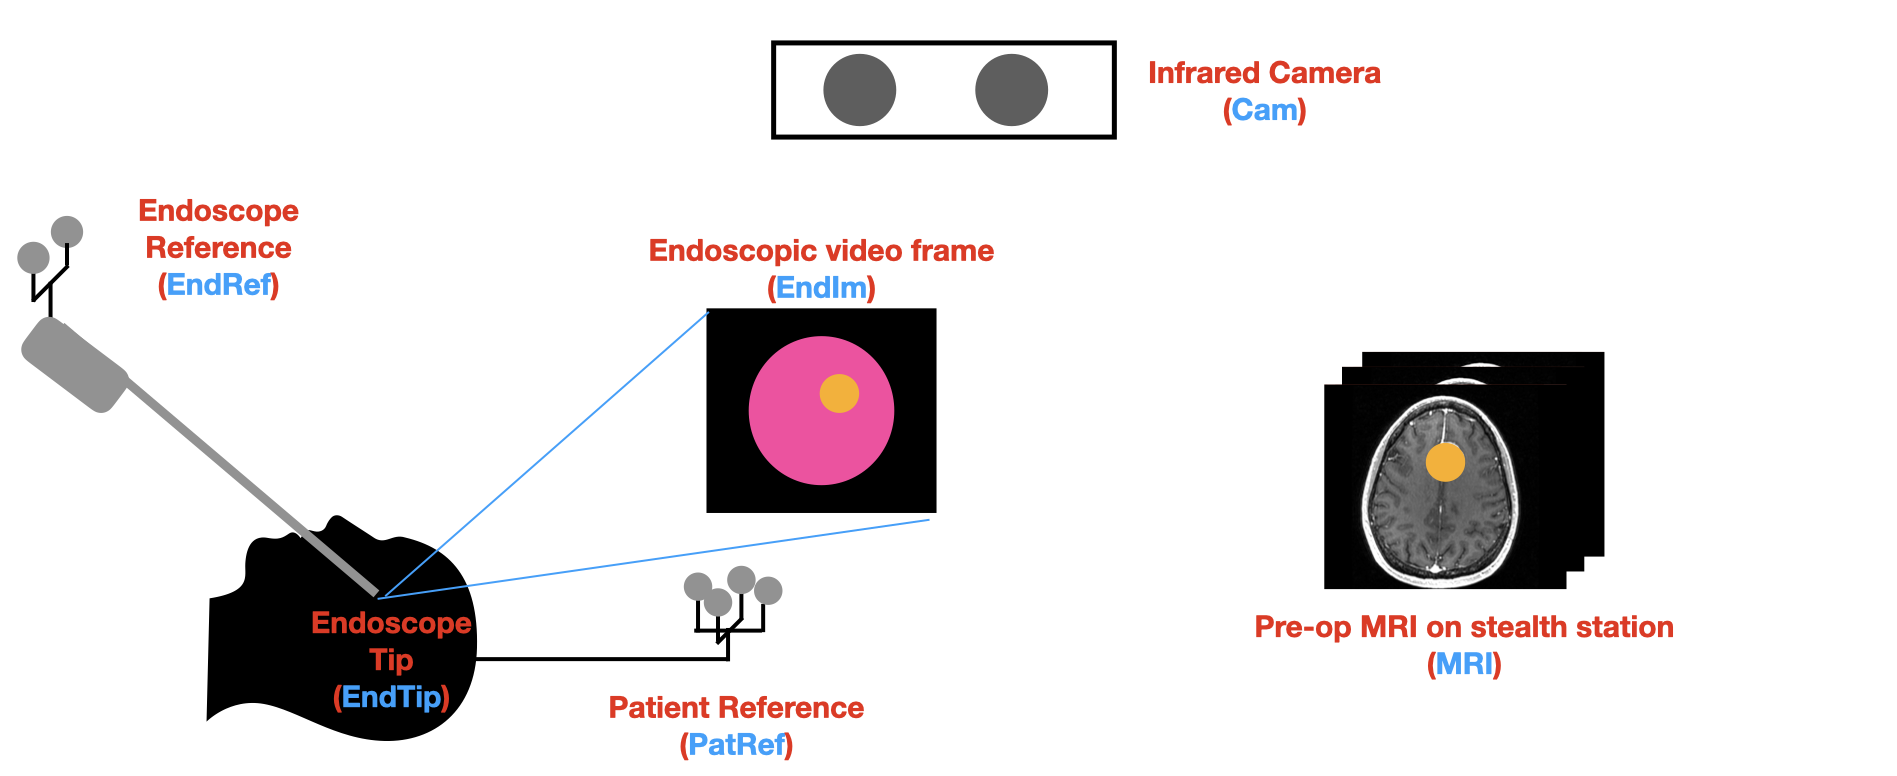 Infrared Camera
(Cam)
Endoscope
Reference
(EndRef)
Endoscopic video frame
(EndIm)
Endoscope
Tip
(EndTip)
Patient Reference
(PatRef)
Pre-op MRI on stealth station
(MRI)